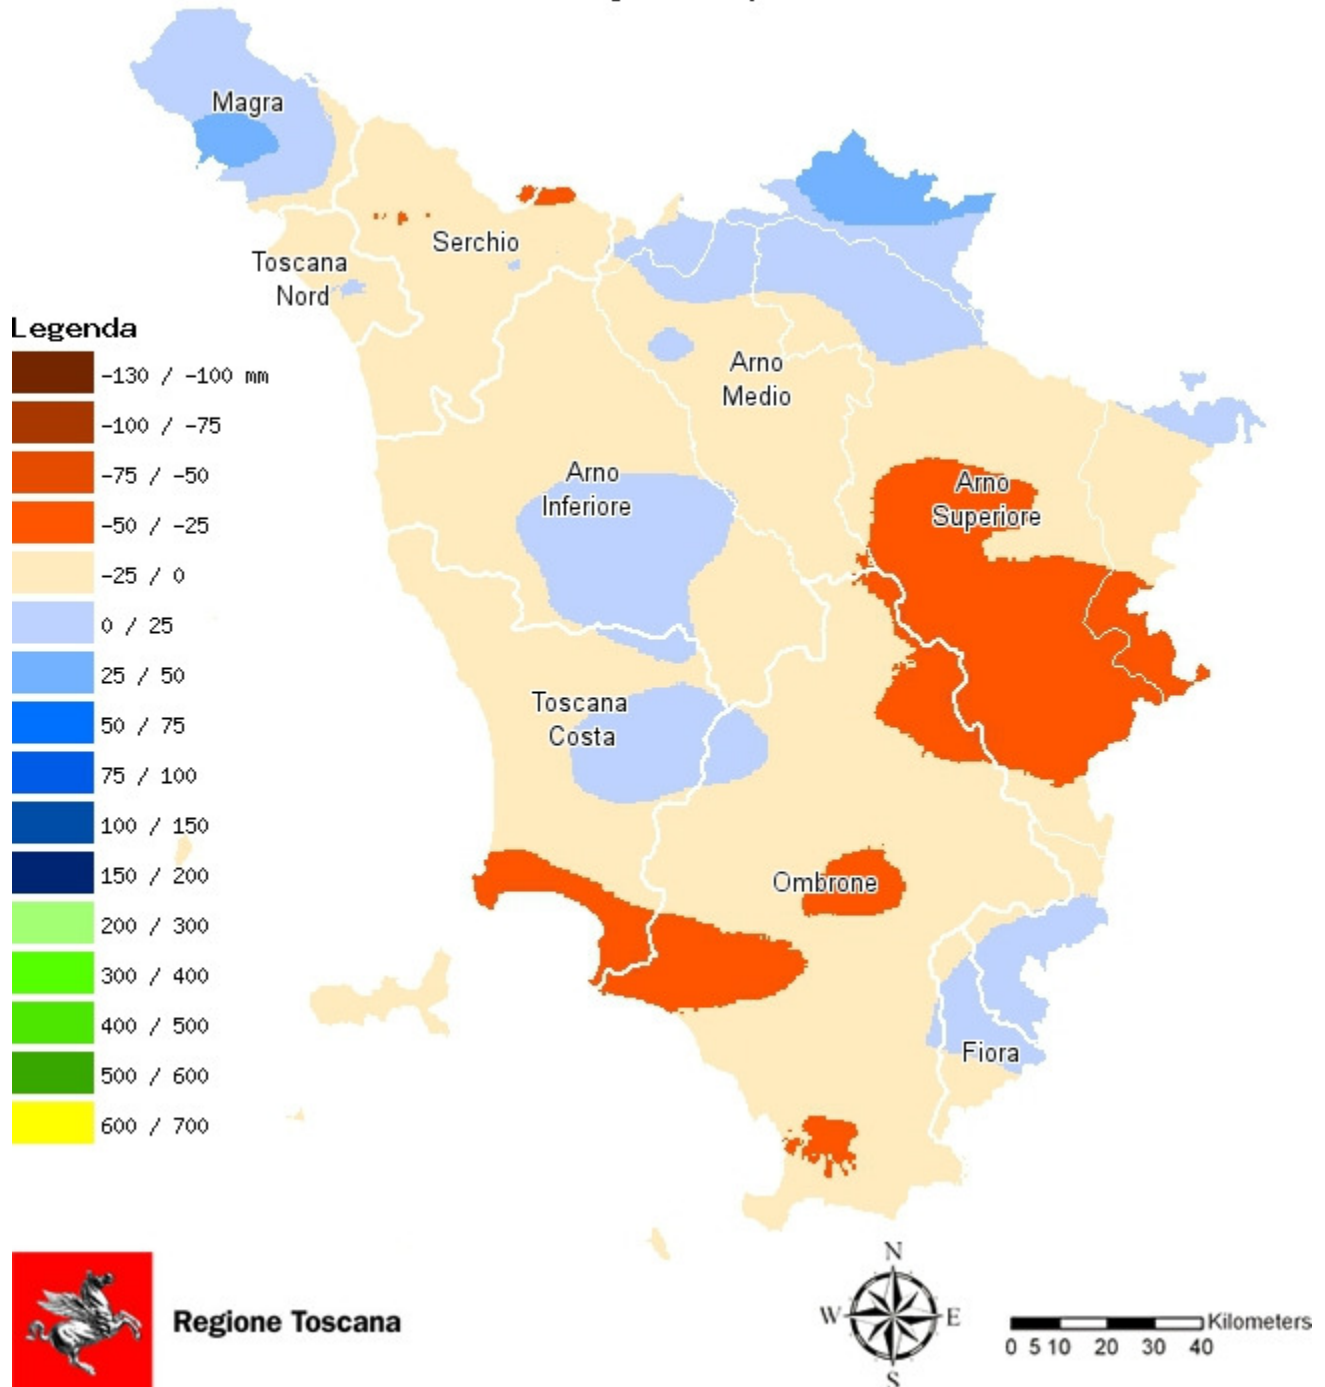 Magra
Serchio
Toscana
Nord
Legenda
-130 / -100 mm
-100 / -75
-75 / -50
-50 / -25
-25 / 0
0 / 25
25 / 50
50 / 75
75 / 100
100 / 150
150 / 200
200 / 300
300 / 400
400 / 500
500 / 600
600 / 700
Arno
Medio
Arno
Inferiore
Arno
Superiore
Toscana
Costa
Ombrone
Fiora
Regione Toscana
N
W E
S
Kilometers
0 5 10 20 30 40